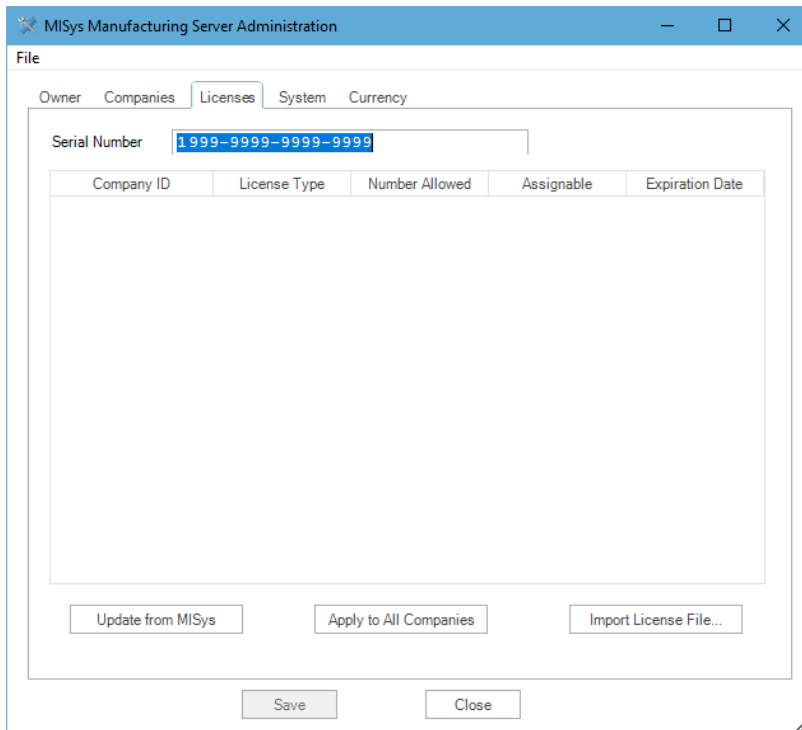 MISys Manufacturing Server Administration
File
Owner Companies Licenses System Currency
Serial Number 1999-9999-9999-9999
Company ID License Type Number Allowed Assignable Expiration Date
Update from MISys Apply to All Companies Import License File...
Save Close